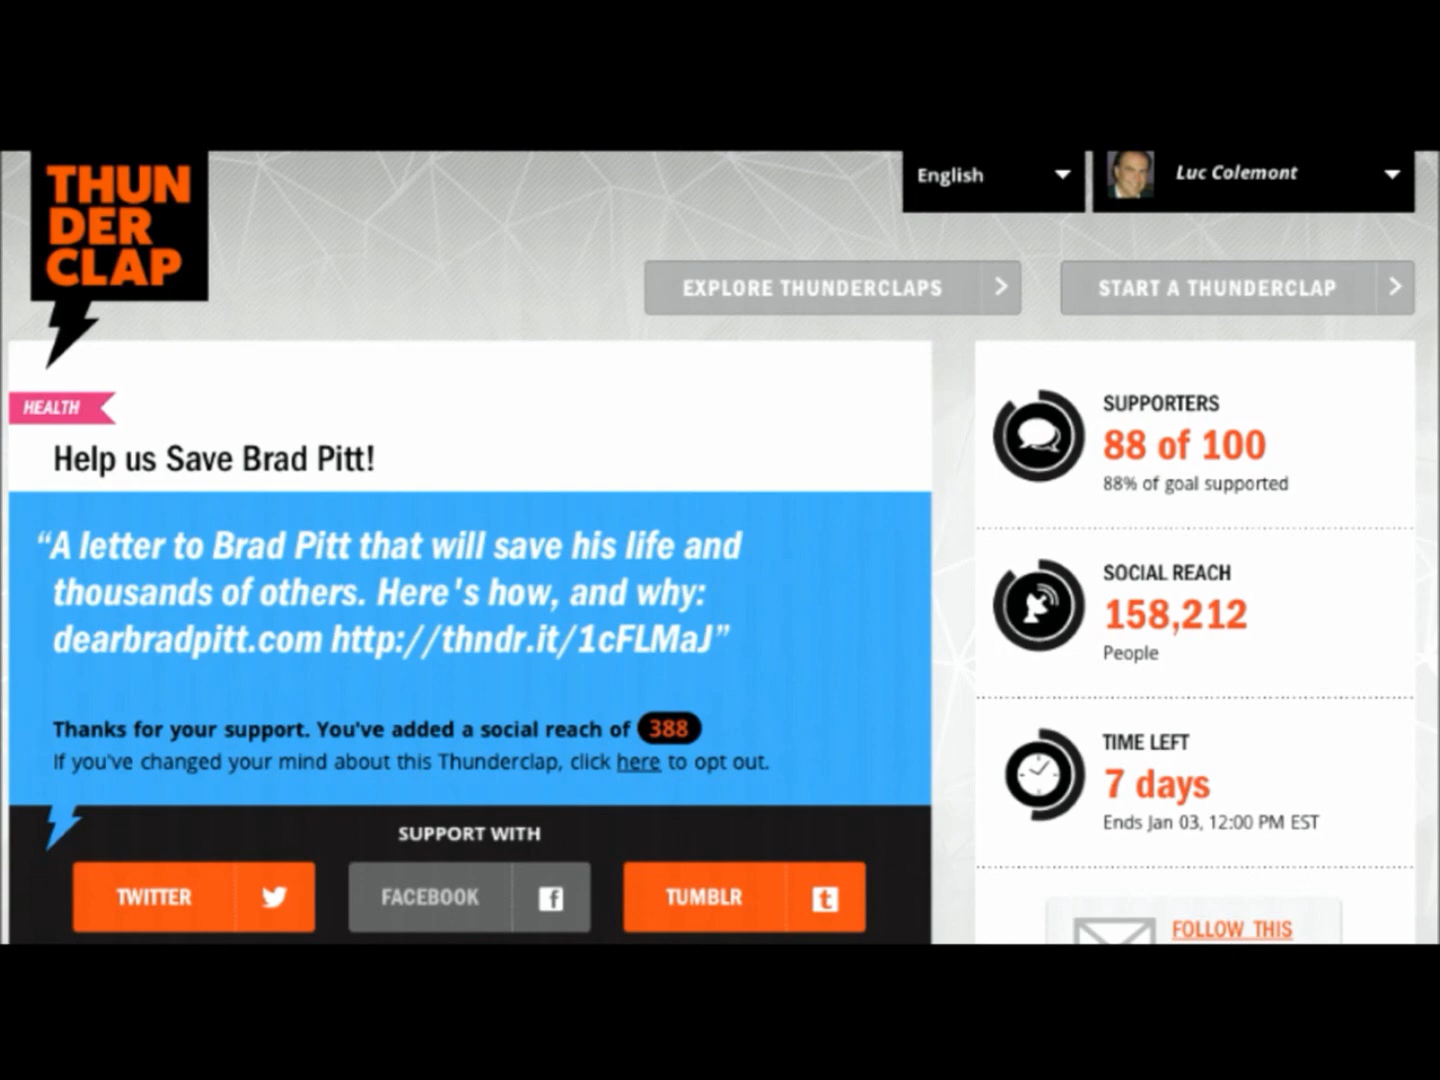 THUN
DER
CLAP
English
Luc Colemont
EXPLORE THUNDERCLAPS
START A THUNDERCLAP
HEALTH
Help us Save Brad Pitt!
“A letter to Brad Pitt that will save his life and
thousands of others. Here's how, and why:
dearbradpitt.com http://thndr.it/1cFLMaJ”
Thanks for your support. You've added a social reach of 388
If you've changed your mind about this Thunderclap, click here to opt out.
SUPPORT WITH
TWITTER
FACEBOOK
TUMBLR
SUPPORTERS
88 of 100
88% of goal supported
SOCIAL REACH
158,212
People
TIME LEFT
7 days
Ends Jan 03, 12:00 PM EST
FOLLOW THIS